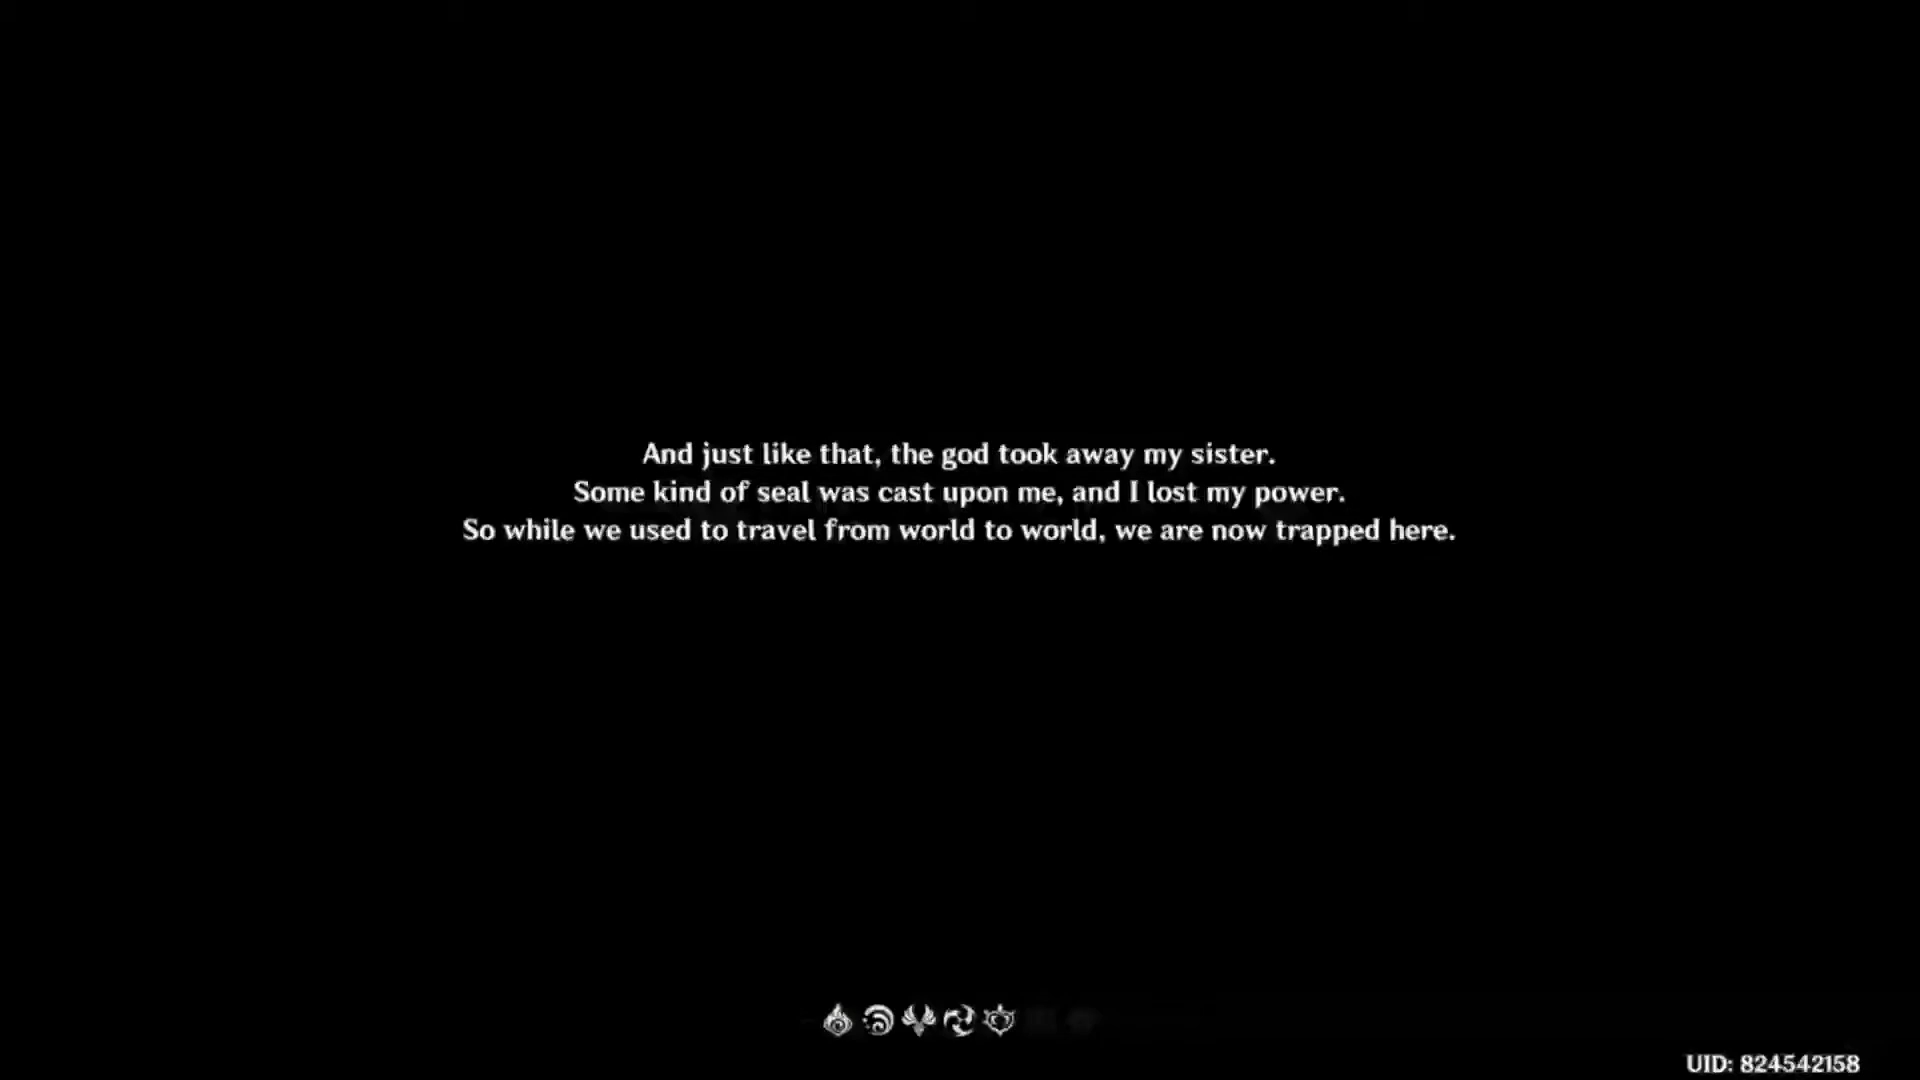 And just like that, the god took away my sister.
Some kind of seal was cast upon me, and I lost my power.
So while we used to travel from world to world, we are now trapped here.
UID: 824542158